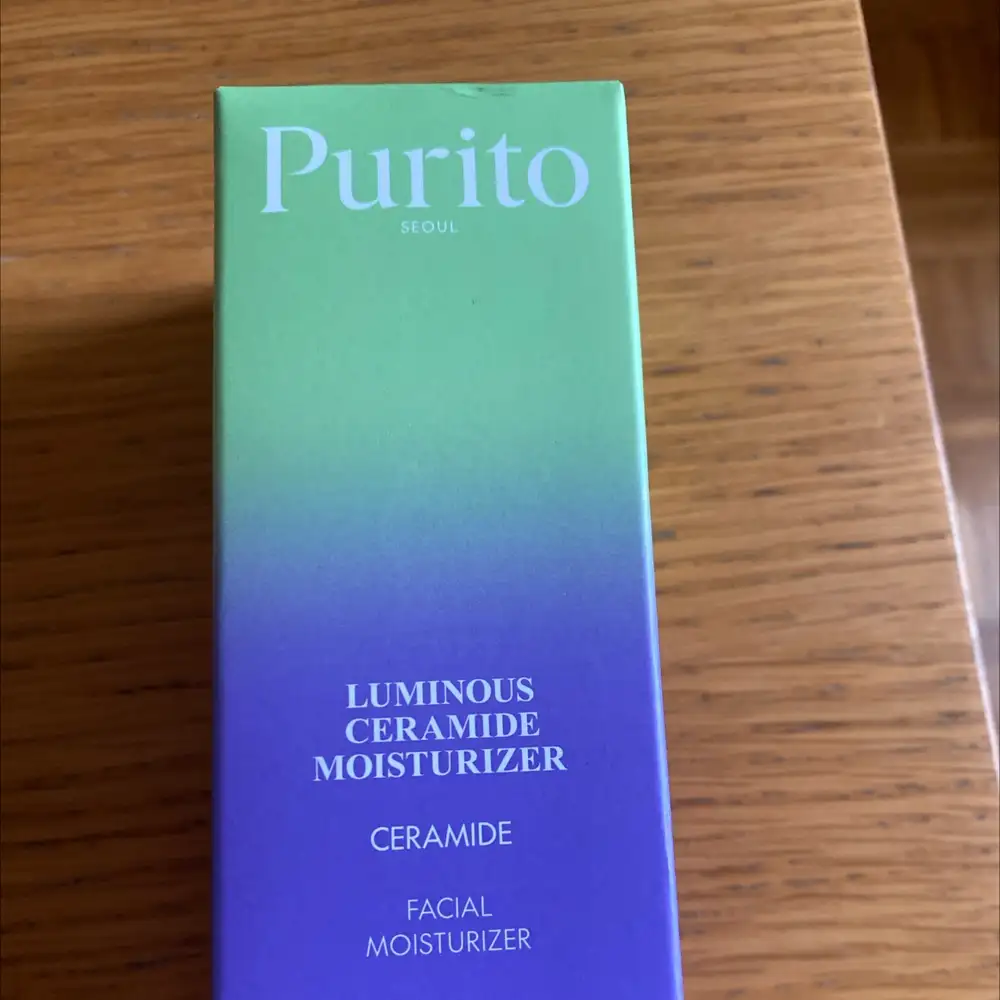 Purito
SEOUL
LUMINOUS
CERAMIDE
MOISTURIZER
CERAMIDE
FACIAL
MOISTURIZER